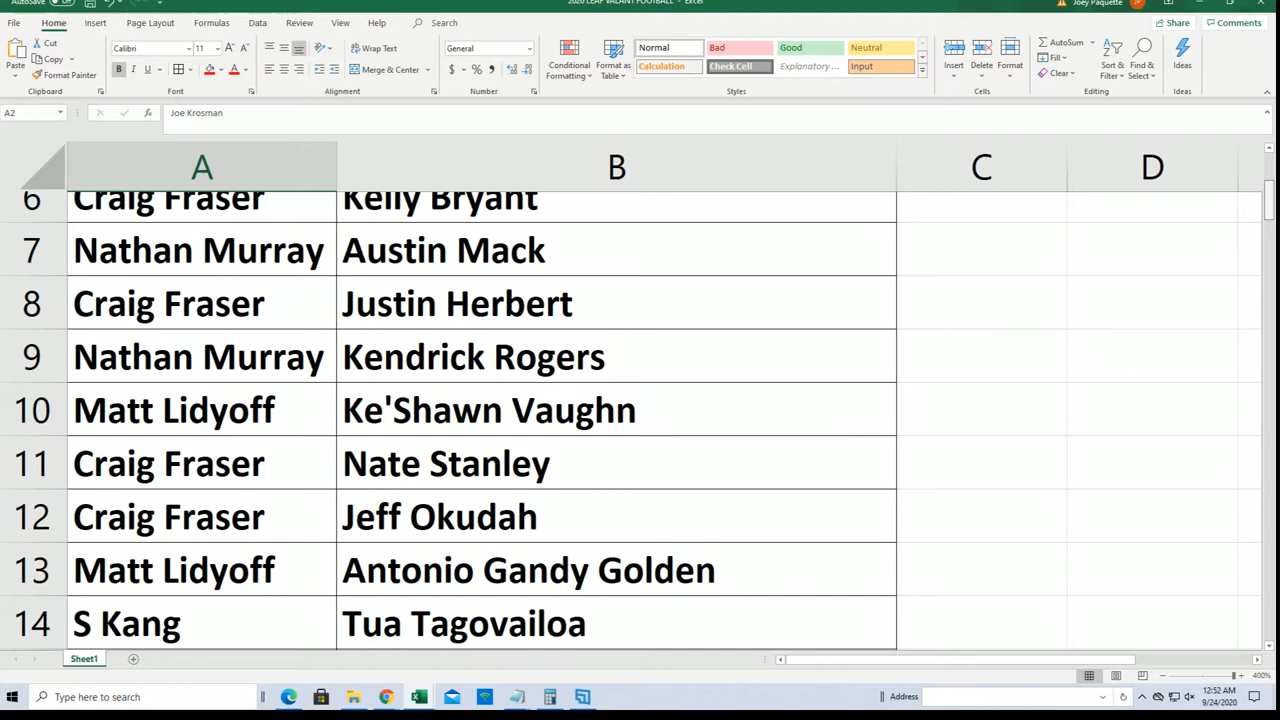 AutoSave Off
2020 LEAF VALIANT FOOTBALL - Excel
Joey Paquette JP
File Home Insert Page Layout Formulas Data Review View Help Search Share Comments
Paste Cut Copy Format Painter
Calibri 11 A A
B I U A
Wrap Text
Merge & Center
General
$ % ,
Conditional Formatting Format as Table
Normal Bad Good Neutral
Calculation Check Cell Explanatory ... Input
Insert Delete Format
AutoSum Fill Clear
Sort & Filter Find & Select
Ideas
Clipboard Font Alignment Number Styles Cells Editing Ideas
A2 fx Joe Krosman
A B C D
6 Craig Fraser Kelly Bryant
7 Nathan Murray Austin Mack
8 Craig Fraser Justin Herbert
9 Nathan Murray Kendrick Rogers
10 Matt Lidyoff Ke'Shawn Vaughn
11 Craig Fraser Nate Stanley
12 Craig Fraser Jeff Okudah
13 Matt Lidyoff Antonio Gandy Golden
14 S Kang Tua Tagovailoa
Sheet1
400%
Type here to search
Address
12:52 AM
9/24/2020